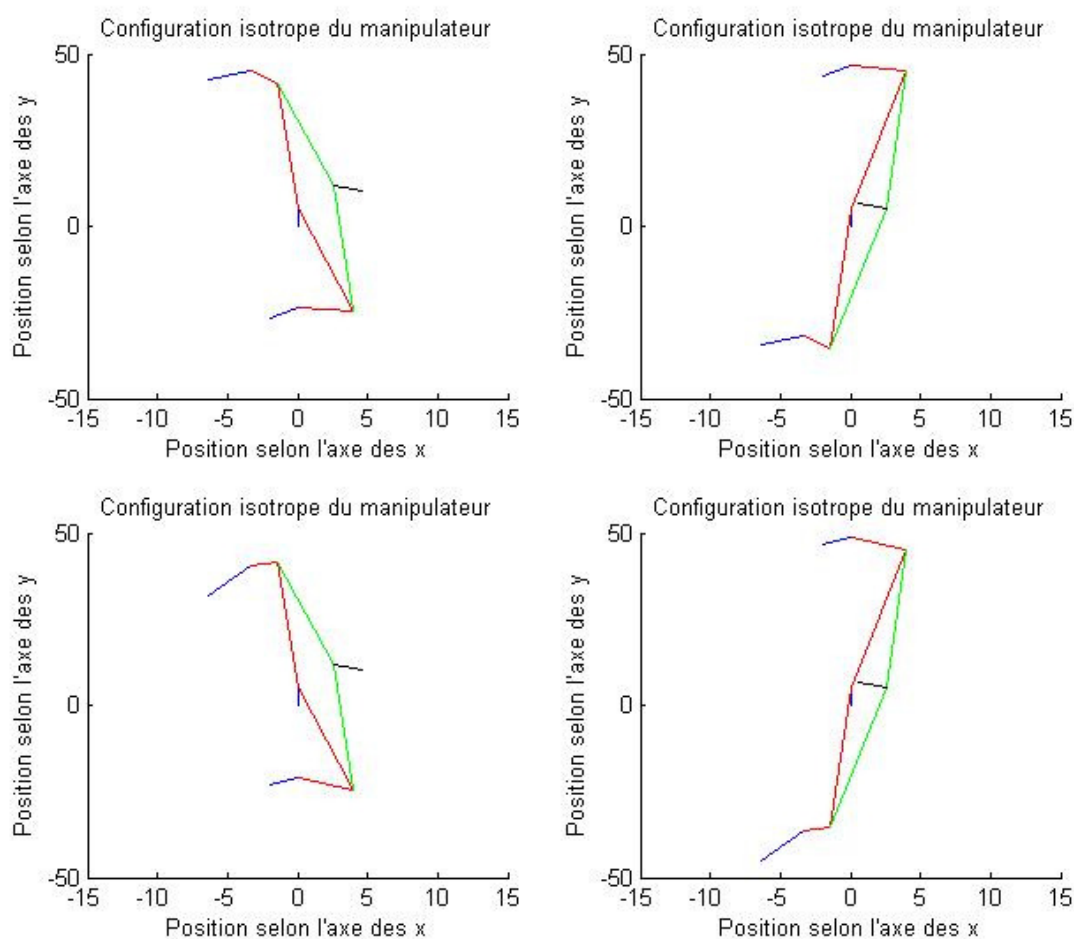 Configuration isotrope du manipulateur
50
0
-50
Position selon l'axe des y
-15 -10 -5 0 5 10 15
Position selon l'axe des x
Configuration isotrope du manipulateur
50
0
-50
Position selon l'axe des y
-15 -10 -5 0 5 10 15
Position selon l'axe des x
Configuration isotrope du manipulateur
50
0
-50
Position selon l'axe des y
-15 -10 -5 0 5 10 15
Position selon l'axe des x
Configuration isotrope du manipulateur
50
0
-50
Position selon l'axe des y
-15 -10 -5 0 5 10 15
Position selon l'axe des x